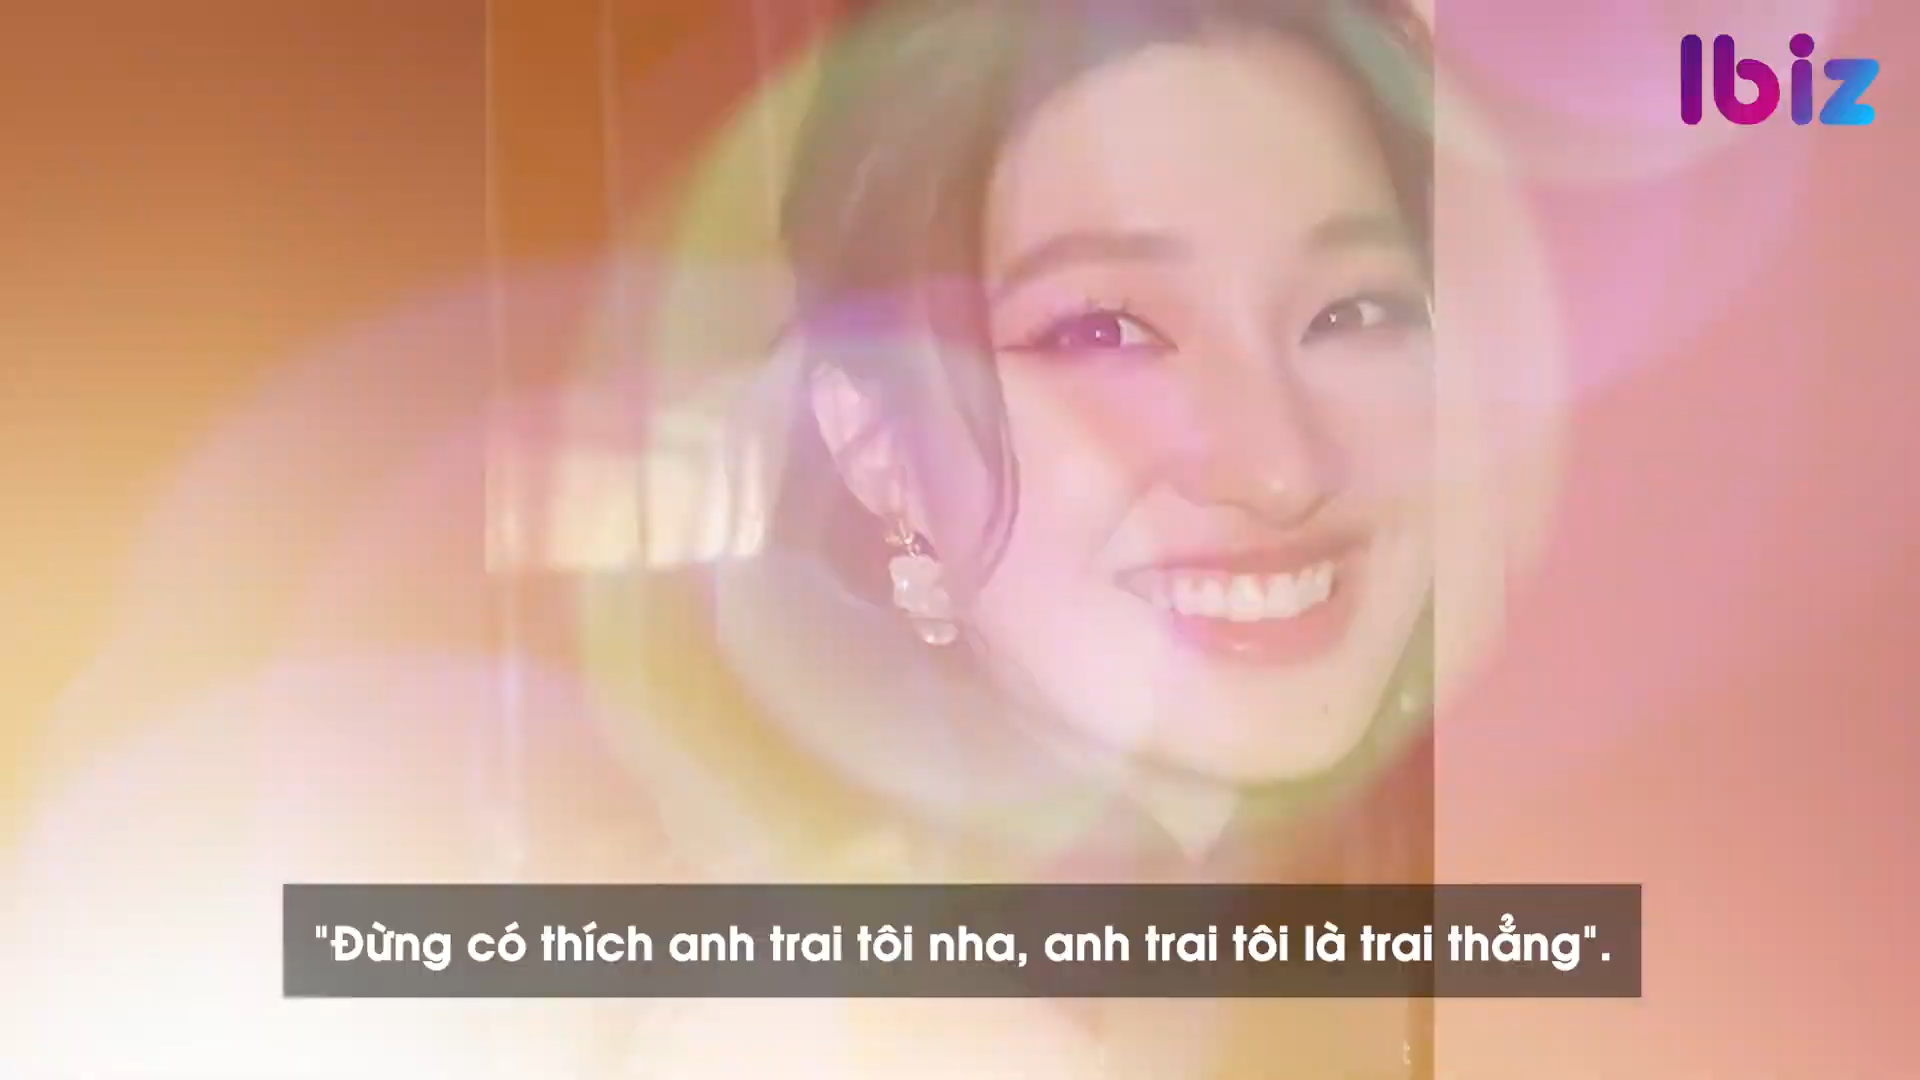 Ibiz
"Đừng có thích anh trai tôi nha, anh trai tôi là trai thẳng".